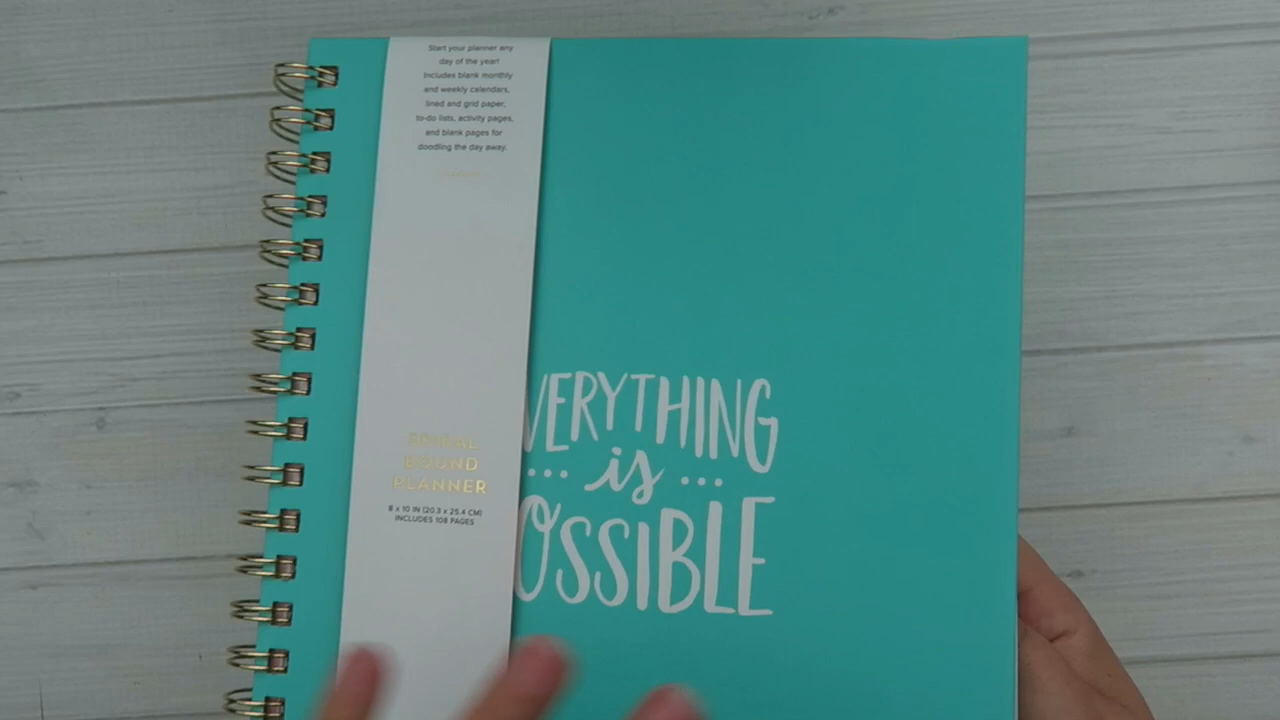 Start your planner any
day of the year!
Includes blank monthly
and weekly calendars,
lined and grid paper,
to-do lists, activity pages,
and blank pages for
doodling the day away.
SPIRAL
BOUND
PLANNER
8 x 10 IN (20.3 x 25.4 CM)
INCLUDES 108 PAGES
VERYTHING
... is ...
OSSIBLE